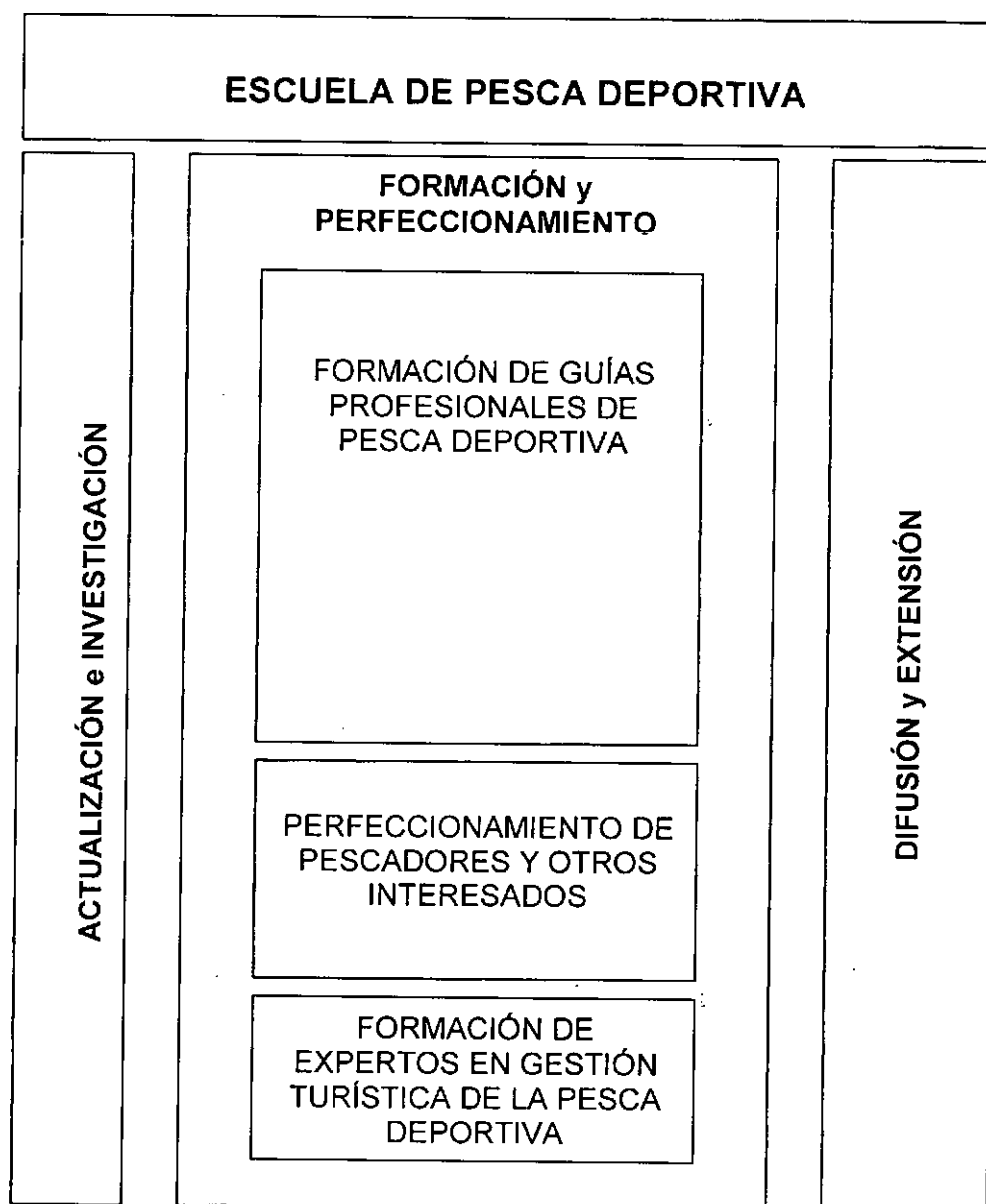 ESCUELA DE PESCA DEPORTIVA
ACTUALIZACIÓN e INVESTIGACIÓN
FORMACIÓN y
PERFECCIONAMIENTO
FORMACIÓN DE GUÍAS
PROFESIONALES DE
PESCA DEPORTIVA
PERFECCIONAMIENTO DE
PESCADORES Y OTROS
INTERESADOS
FORMACIÓN DE
EXPERTOS EN GESTIÓN
TURÍSTICA DE LA PESCA
DEPORTIVA
DIFUSIÓN y EXTENSIÓN